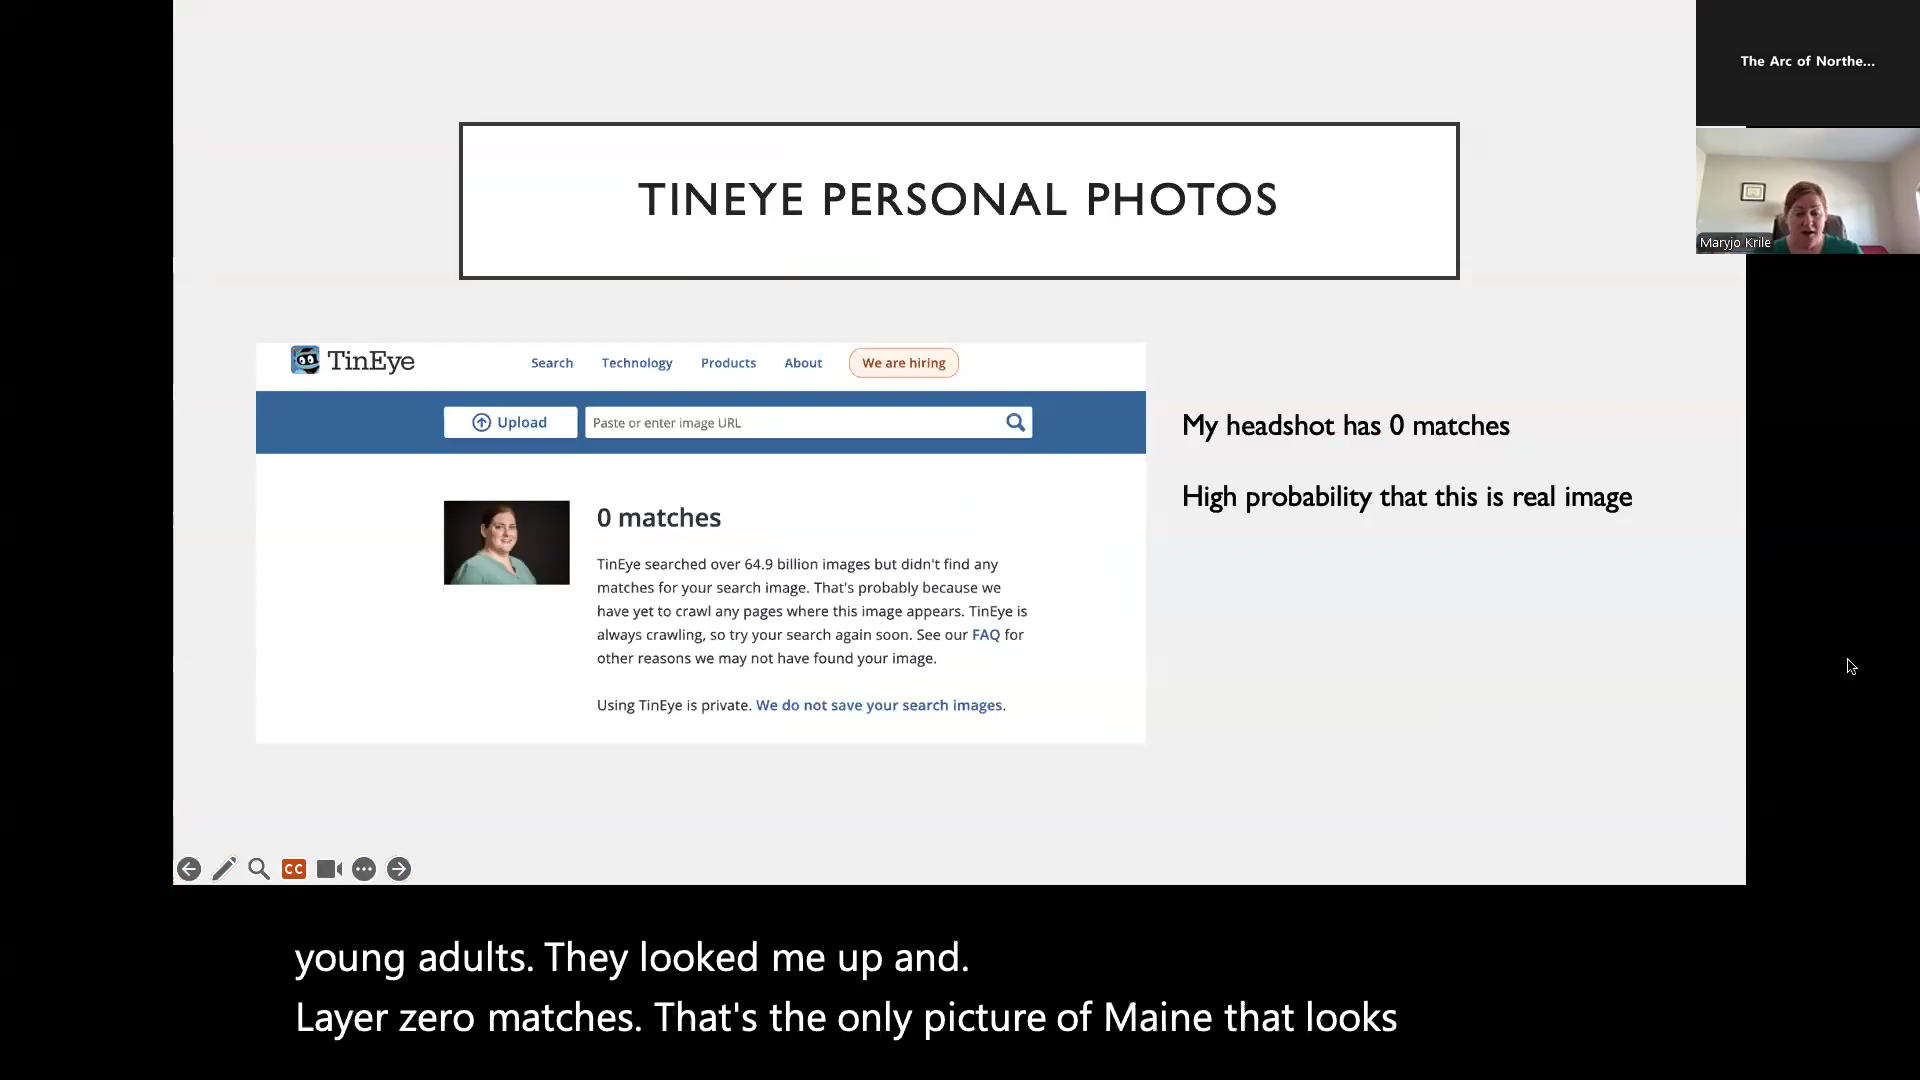 The Arc of Northe...
Maryjo Krile
TINEYE PERSONAL PHOTOS
TinEye
Search
Technology
Products
About
We are hiring
Upload
Paste or enter image URL
0 matches
TinEye searched over 64.9 billion images but didn't find any
matches for your search image. That's probably because we
have yet to crawl any pages where this image appears. TinEye is
always crawling, so try your search again soon. See our FAQ for
other reasons we may not have found your image.
Using TinEye is private. We do not save your search images.
My headshot has 0 matches
High probability that this is real image
CC
young adults. They looked me up and.
Layer zero matches. That's the only picture of Maine that looks